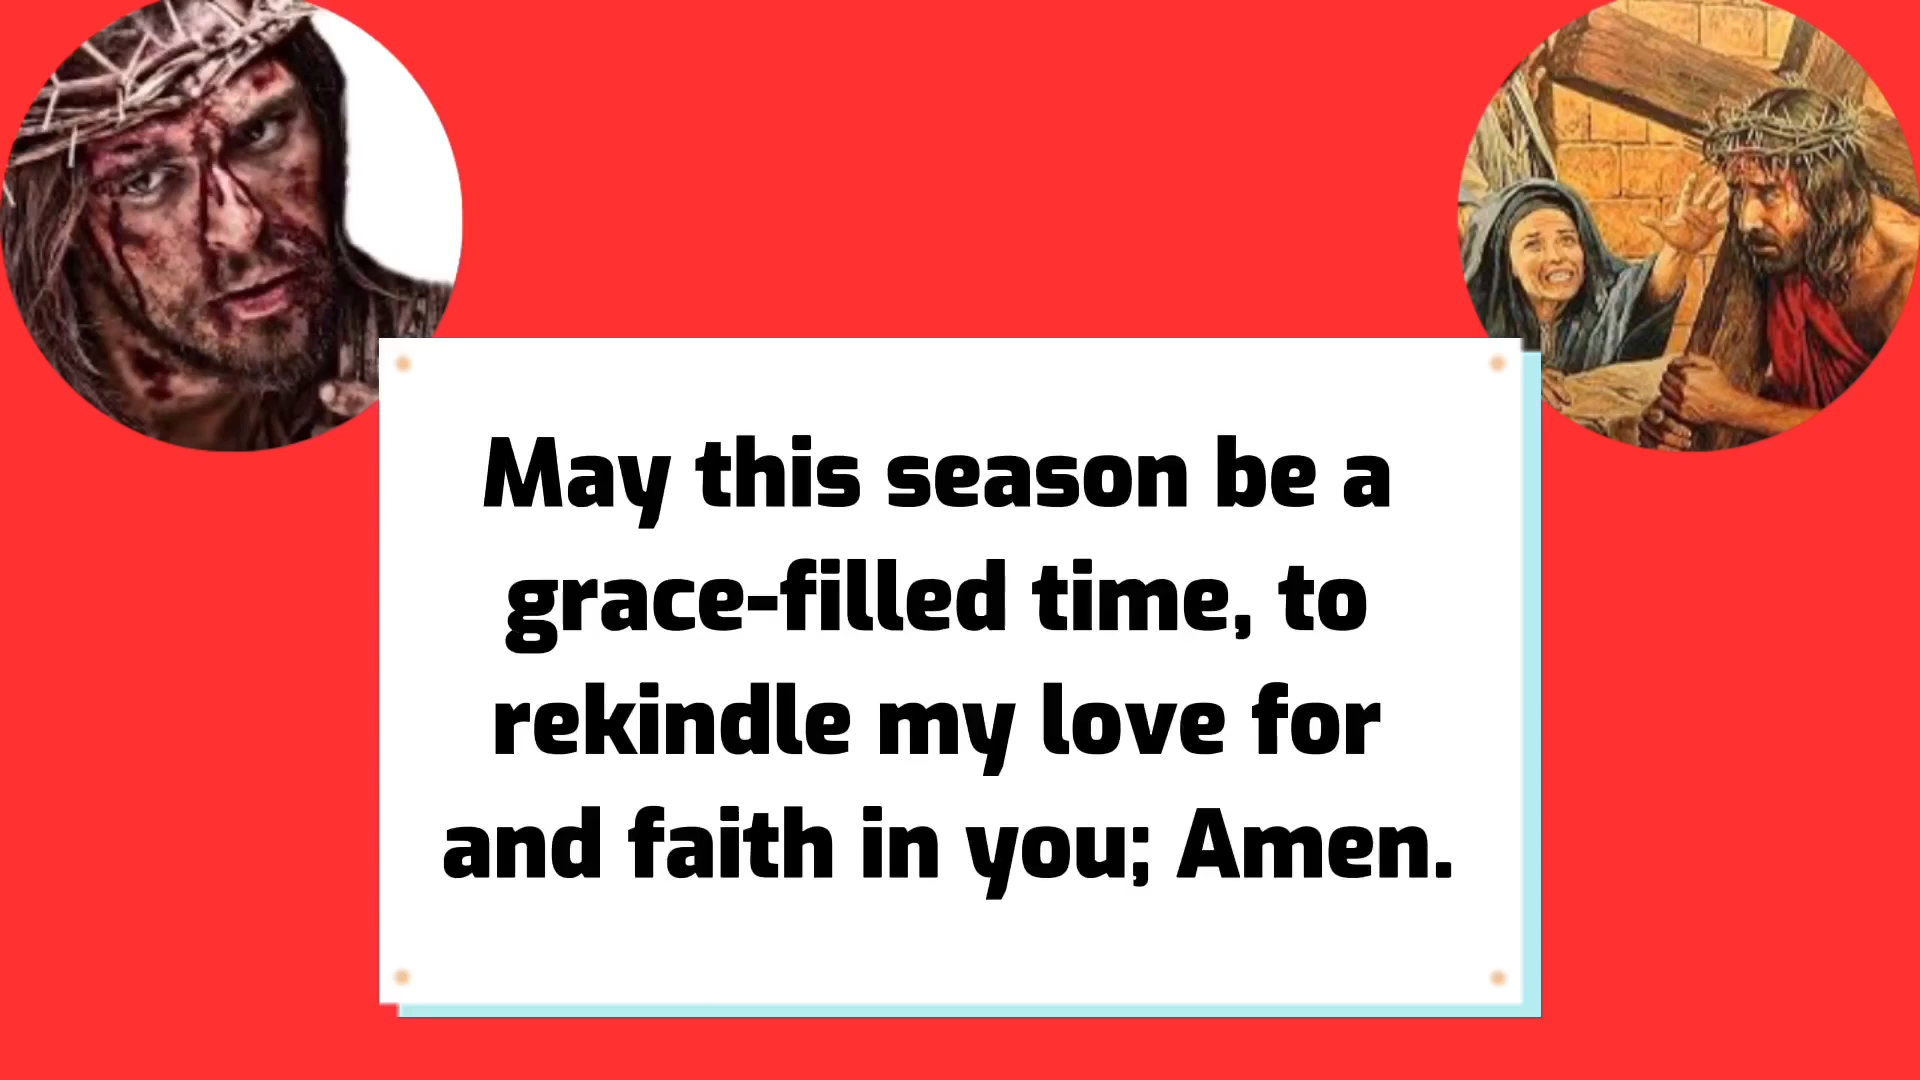 May this season be a
grace-filled time, to
rekindle my love for
and faith in you; Amen.